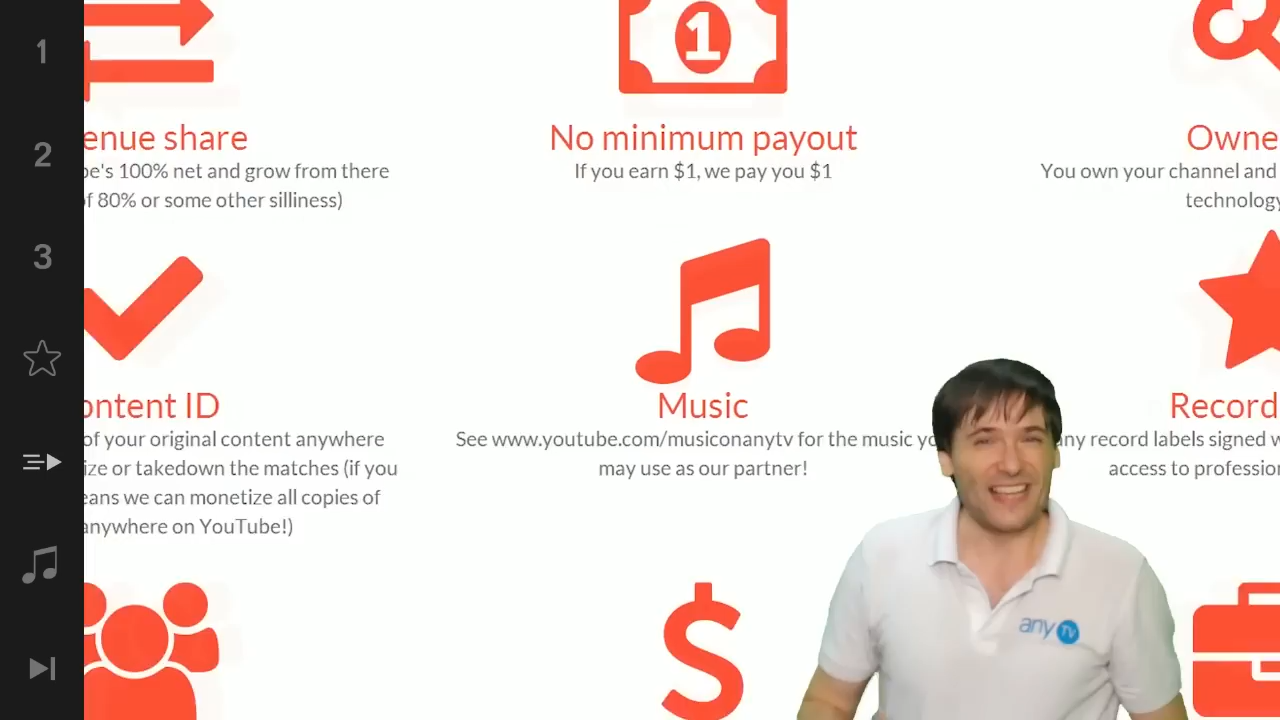 1
2
3
1
enue share
be's 100% net and grow from there
of 80% or some other silliness)
No minimum payout
If you earn $1, we pay you $1
Owne
You own your channel and
technology
ontent ID
of your original content anywhere
ize or takedown the matches (if you
eans we can monetize all copies of
anywhere on YouTube!)
Music
See www.youtube.com/musiconanytv for the music yo
may use as our partner!
Record
any record labels signed w
access to profession
$
any TV